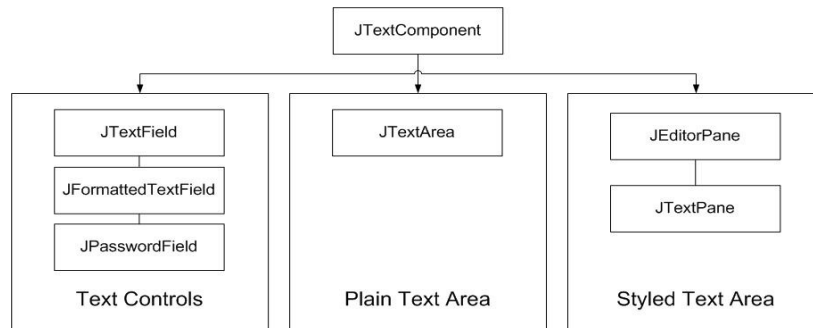 JTextComponent
JTextField
JFormattedTextField
JPasswordField
Text Controls
JTextArea
Plain Text Area
JEditorPane
JTextPane
Styled Text Area